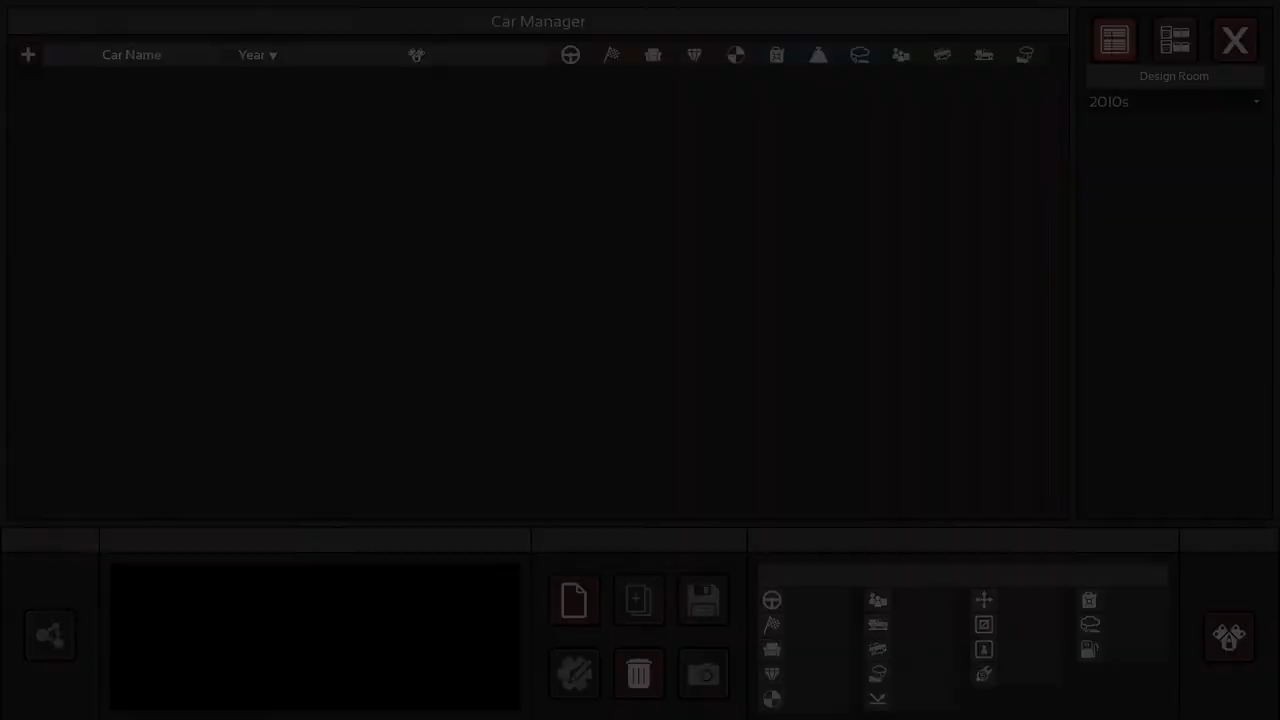 Car Manager
Car Name Year ▾
Design Room
2010s